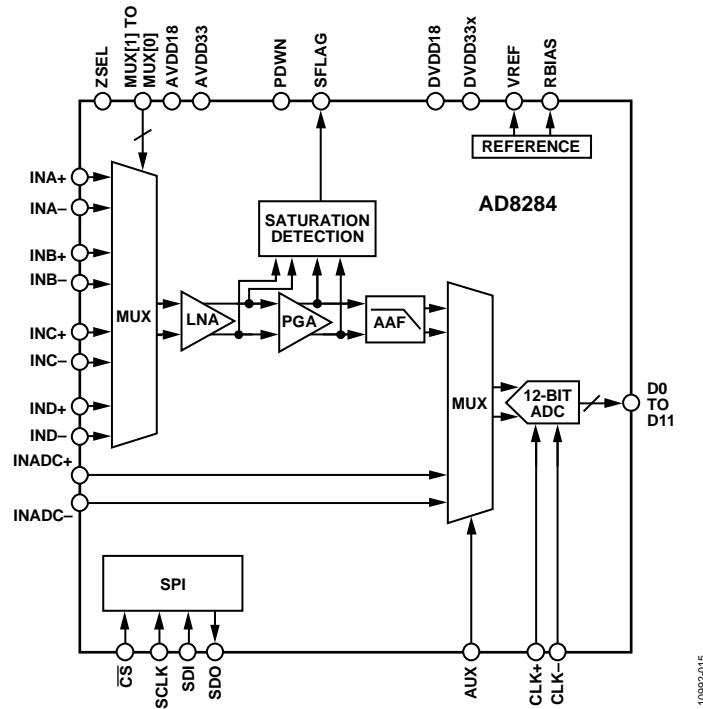 ZSEL
MUX[1] TO
MUX[0]
AVDD18
AVDD33
PDWN
SFLAG
DVDD18
DVDD33x
VREF
RBIAS
REFERENCE
AD8284
INA+
INA–
INB+
INB–
INC+
INC–
IND+
IND–
INADC+
INADC–
MUX
LNA
SATURATION
DETECTION
PGA
AAF
MUX
12-BIT
ADC
D0
TO
D11
SPI
CS
SCLK
SDI
SDO
AUX
CLK+
CLK–
10992-015